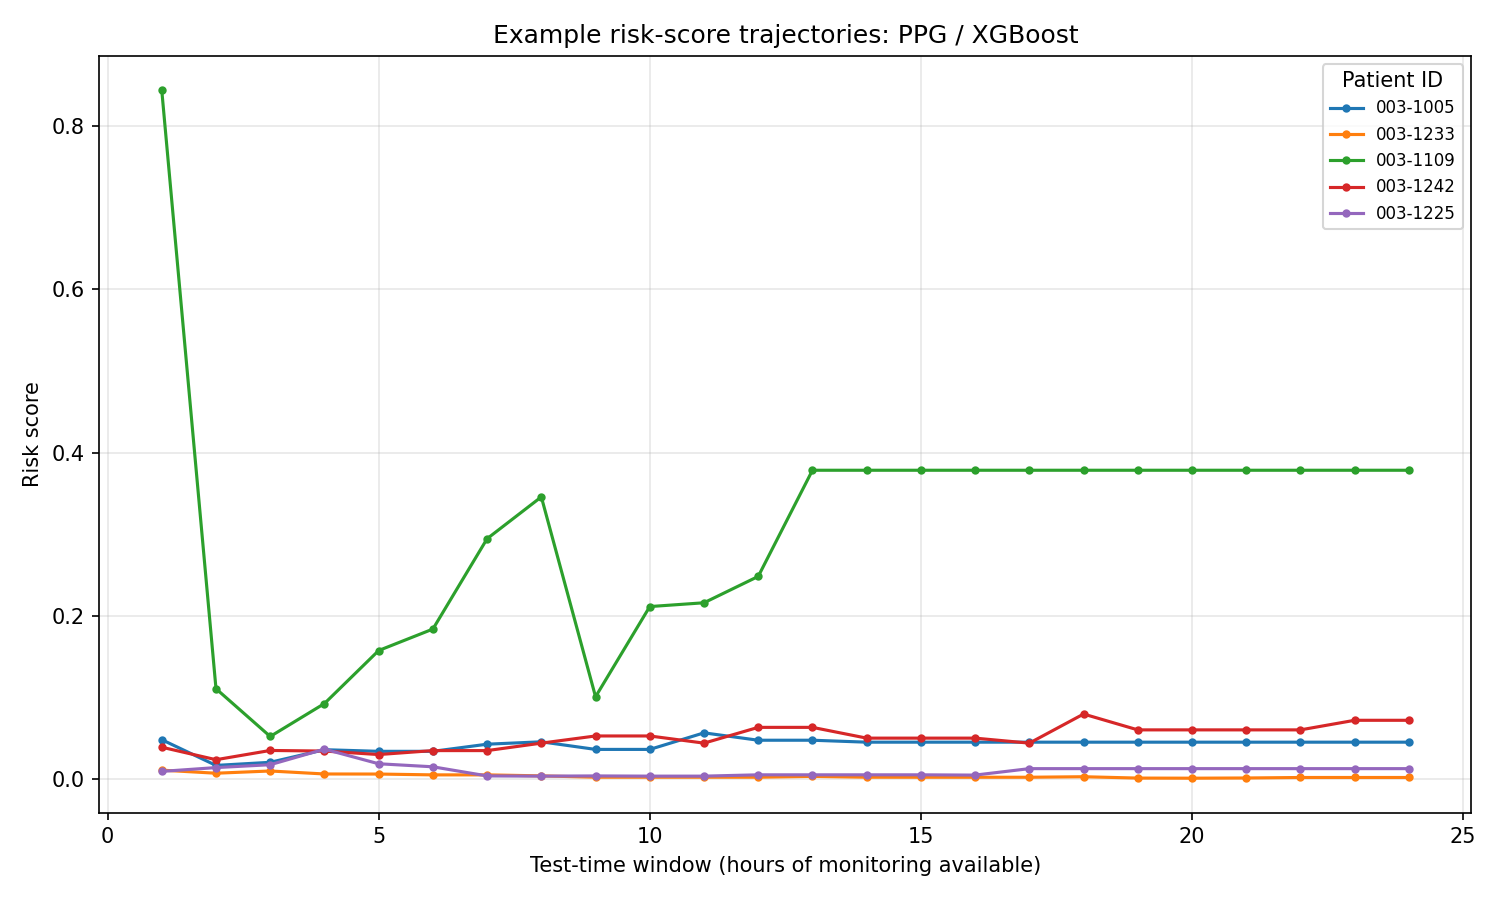 Example risk-score trajectories: PPG / XGBoost
Patient ID
003-1005
003-1233
003-1109
003-1242
003-1225
Risk score
0.8
0.6
0.4
0.2
0.0
0 5 10 15 20 25
Test-time window (hours of monitoring available)